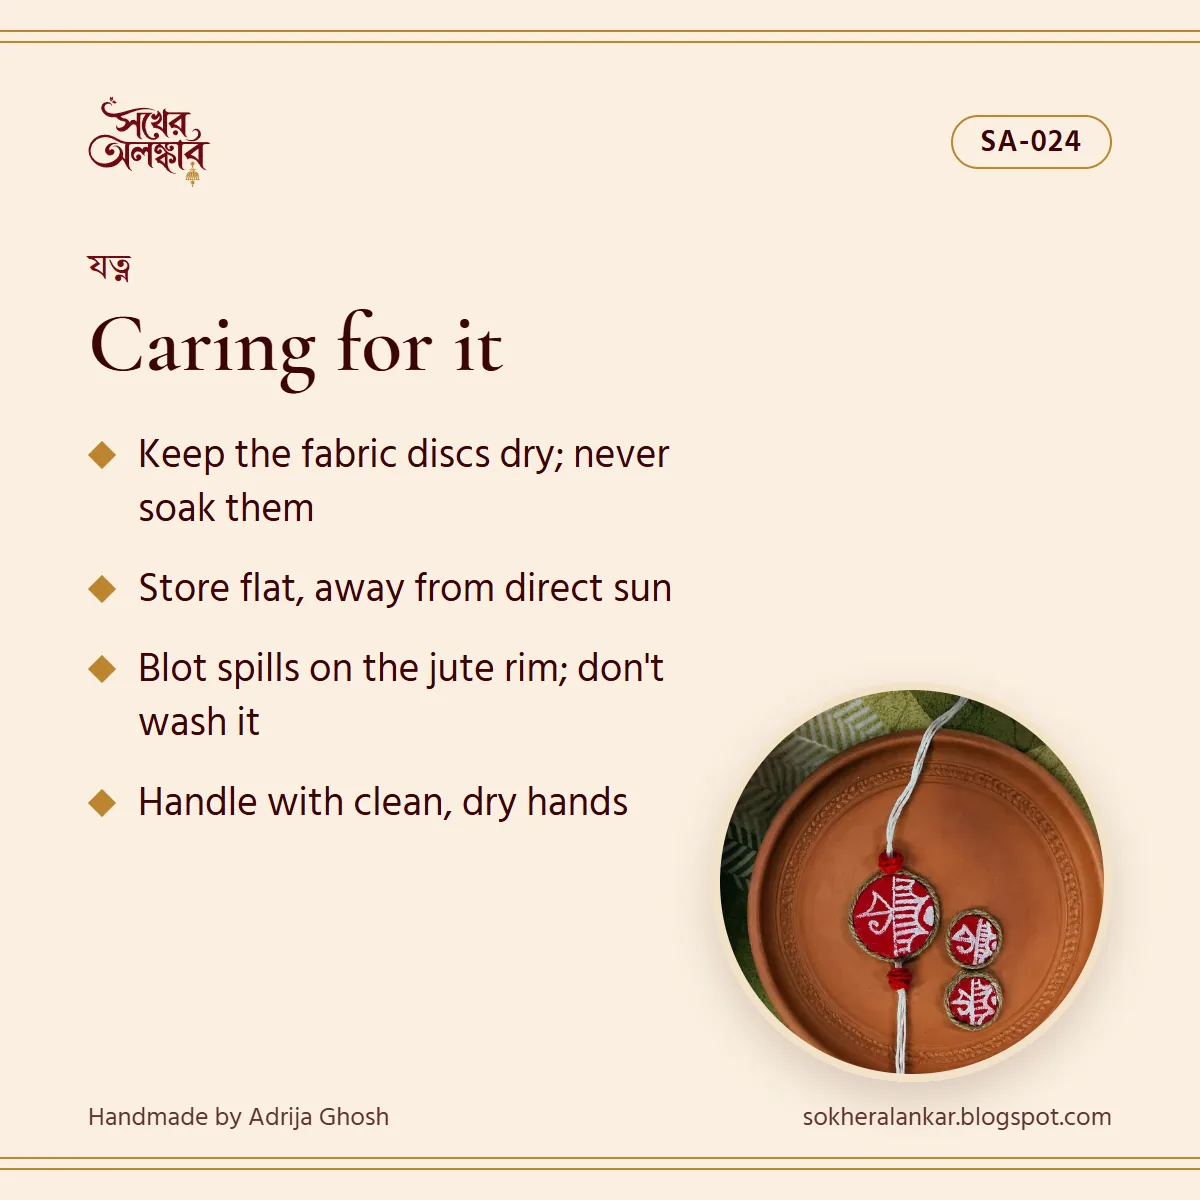 সখের
অলঙ্কার
SA-024
যত্ন
Caring for it
Keep the fabric discs dry; never
soak them
Store flat, away from direct sun
Blot spills on the jute rim; don't
wash it
Handle with clean, dry hands
Handmade by Adrija Ghosh
sokheralankar.blogspot.com